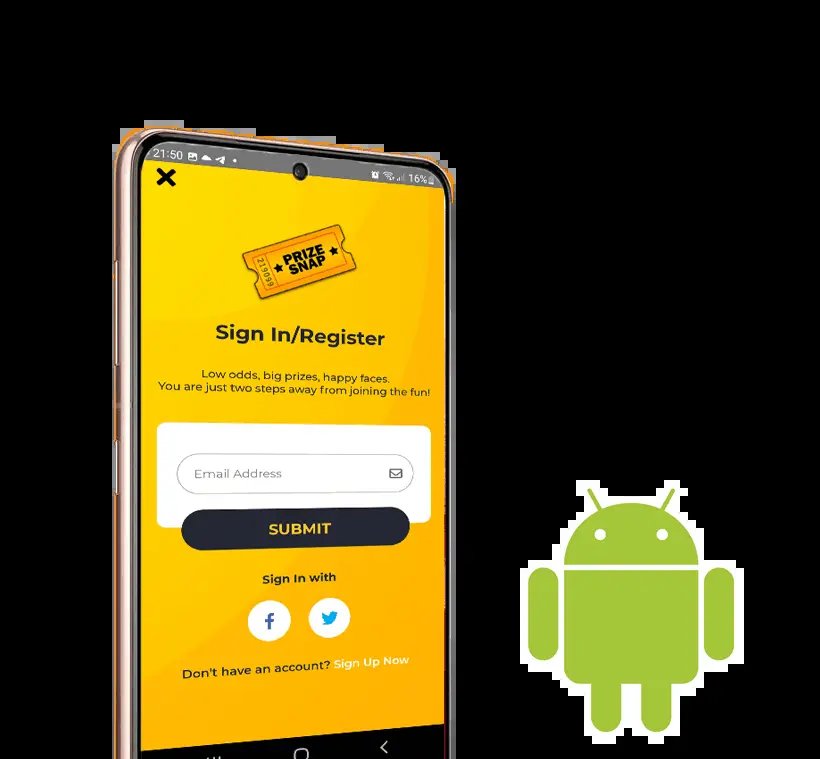 21:50
16%
219099
PRIZE
SNAP
Sign In/Register
Low odds, big prizes, happy faces.
You are just two steps away from joining the fun!
Email Address
SUBMIT
Sign In with
Don't have an account? Sign Up Now